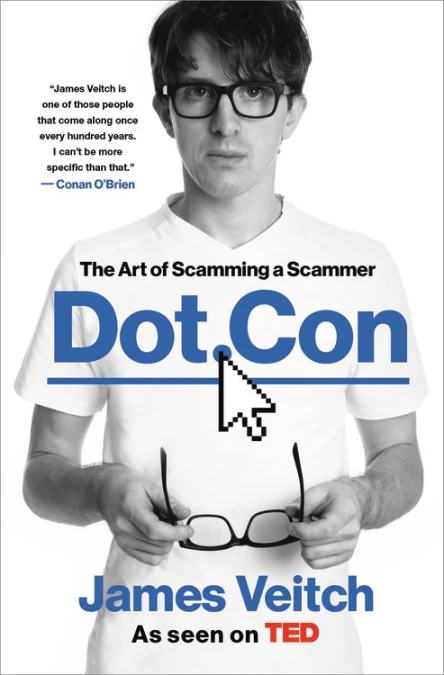 “James Veitch is
one of those people
that come along once
every hundred years.
I can’t be more
specific than that.”
— Conan O’Brien
The Art of Scamming a Scammer
Dot.Con
James Veitch
As seen on TED